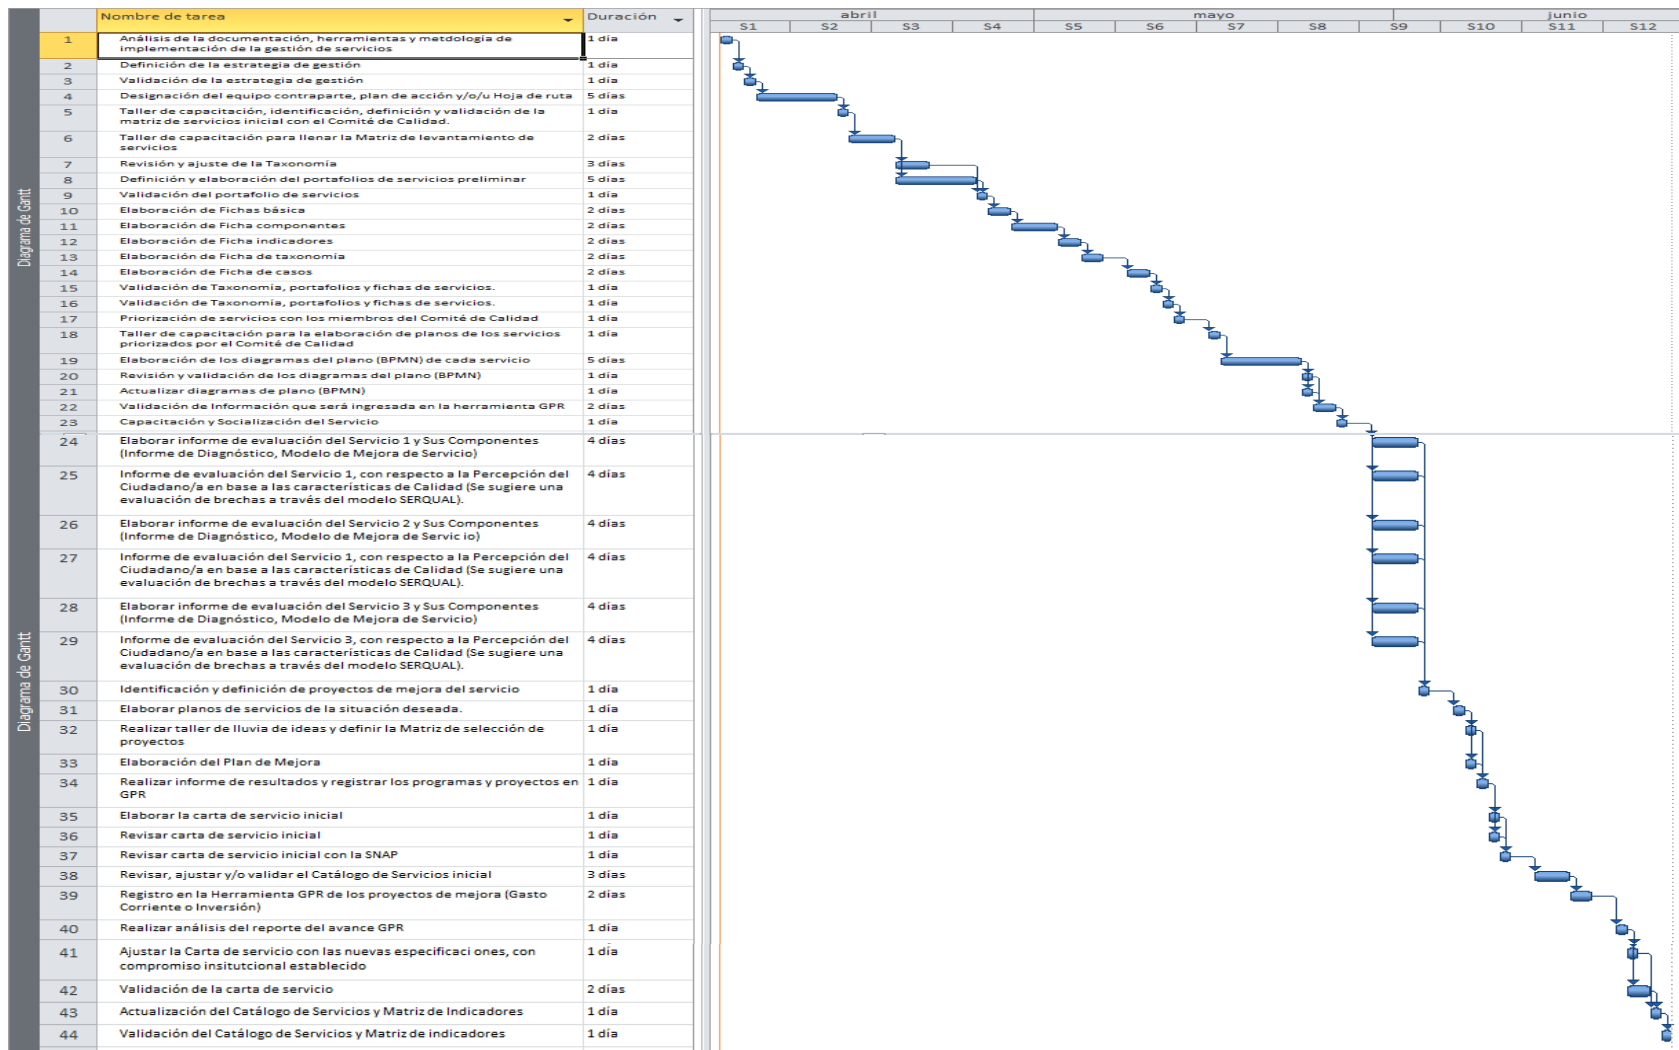 Nombre de tarea Duración abril mayo junio
S1 S2 S3 S4 S5 S6 S7 S8 S9 S10 S11 S12
Diagrama de Gantt
1 Análisis de la documentación, herramientas y metdología de 1 día
implementación de la gestión de servicios
2 Definición de la estrategia de gestión 1 día
3 Validación de la estrategia de gestión 1 día
4 Designación del equipo contraparte, plan de acción y/o/u Hoja de ruta 5 días
5 Taller de capacitación, identificación, definición y validación de la 1 día
matriz de servicios inicial con el Comité de Calidad.
6 Taller de capacitación para llenar la Matriz de levantamiento de 2 días
servicios
7 Revisión y ajuste de la Taxonomía 3 días
8 Definición y elaboración del portafolios de servicios preliminar 5 días
9 Validación del portafolio de servicios 1 día
10 Elaboración de Fichas básica 2 días
11 Elaboración de Ficha componentes 2 días
12 Elaboración de Ficha indicadores 2 días
13 Elaboración de Ficha de taxonomía 2 días
14 Elaboración de Ficha de casos 2 días
15 Validación de Taxonomía, portafolios y fichas de servicios. 1 día
16 Validación de Taxonomía, portafolios y fichas de servicios. 1 día
17 Priorización de servicios con los miembros del Comité de Calidad 1 día
18 Taller de capacitación para la elaboración de planos de los servicios 1 día
priorizados por el Comité de Calidad
19 Elaboración de los diagramas del plano (BPMN) de cada servicio 5 días
20 Revisión y validación de los diagramas del plano (BPMN) 1 día
21 Actualizar diagramas de plano (BPMN) 1 día
22 Validación de Información que será ingresada en la herramienta GPR 2 días
23 Capacitación y Socialización del Servicio 1 día
Diagrama de Gantt
24 Elaborar informe de evaluación del Servicio 1 y Sus Componentes 4 días
(Informe de Diagnóstico, Modelo de Mejora de Servicio)
25 Informe de evaluación del Servicio 1, con respecto a la Percepción del 4 días
Ciudadano/a en base a las características de Calidad (Se sugiere una
evaluación de brechas a través del modelo SERQUAL).
26 Elaborar informe de evaluación del Servicio 2 y Sus Componentes 4 días
(Informe de Diagnóstico, Modelo de Mejora de Servic io)
27 Informe de evaluación del Servicio 1, con respecto a la Percepción del 4 días
Ciudadano/a en base a las características de Calidad (Se sugiere una
evaluación de brechas a través del modelo SERQUAL).
28 Elaborar informe de evaluación del Servicio 3 y Sus Componentes 4 días
(Informe de Diagnóstico, Modelo de Mejora de Servicio)
29 Informe de evaluación del Servicio 3, con respecto a la Percepción del 4 días
Ciudadano/a en base a las características de Calidad (Se sugiere una
evaluación de brechas a través del modelo SERQUAL).
30 Identificación y definición de proyectos de mejora del servicio 1 día
31 Elaborar planos de servicios de la situación deseada. 1 día
32 Realizar taller de lluvia de ideas y definir la Matriz de selección de 1 día
proyectos
33 Elaboración del Plan de Mejora 1 día
34 Realizar informe de resultados y registrar los programas y proyectos en 1 día
GPR
35 Elaborar la carta de servicio inicial 1 día
36 Revisar carta de servicio inicial 1 día
37 Revisar carta de servicio inicial con la SNAP 1 día
38 Revisar, ajustar y/o validar el Catálogo de Servicios inicial 3 días
39 Registro en la Herramienta GPR de los proyectos de mejora (Gasto 2 días
Corriente o Inversión)
40 Realizar análisis del reporte del avance GPR 1 día
41 Ajustar la Carta de servicio con las nuevas especificaci ones, con 1 día
compromiso insitutcional establecido
42 Validación de la carta de servicio 2 días
43 Actualización del Catálogo de Servicios y Matriz de Indicadores 1 día
44 Validación del Catálogo de Servicios y Matriz de indicadores 1 día